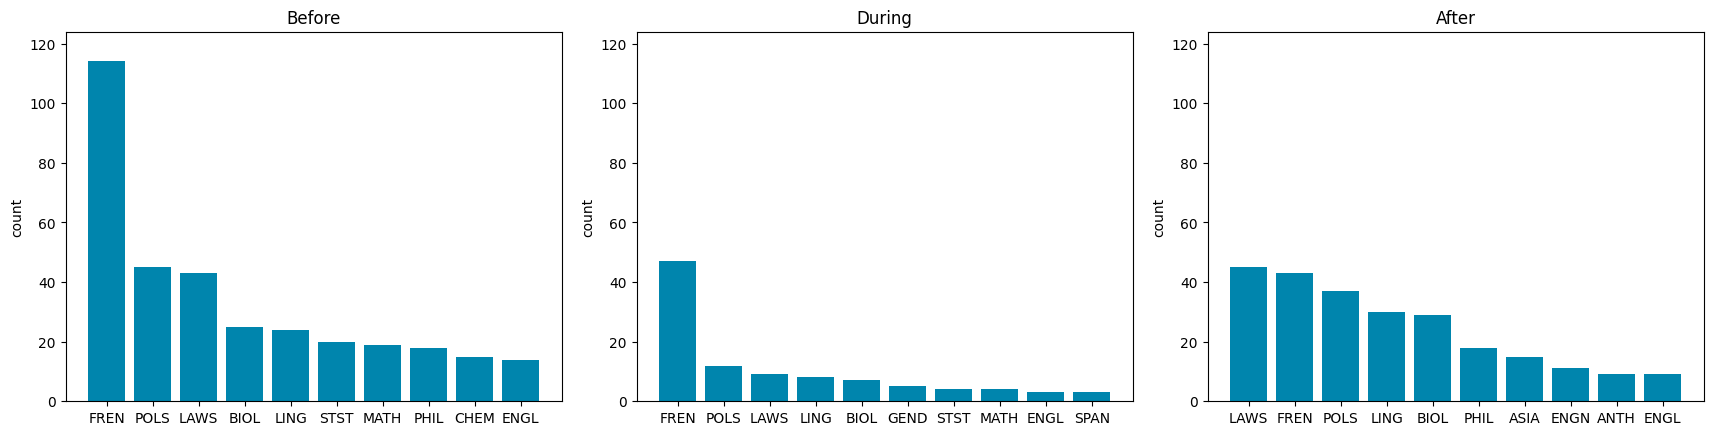 Before
120
100
80
60
40
20
0
count
FREN POLS LAWS BIOL LING STST MATH PHIL CHEM ENGL
During
120
100
80
60
40
20
0
count
FREN POLS LAWS LING BIOL GEND STST MATH ENGL SPAN
After
120
100
80
60
40
20
0
count
LAWS FREN POLS LING BIOL PHIL ASIA ENGN ANTH ENGL